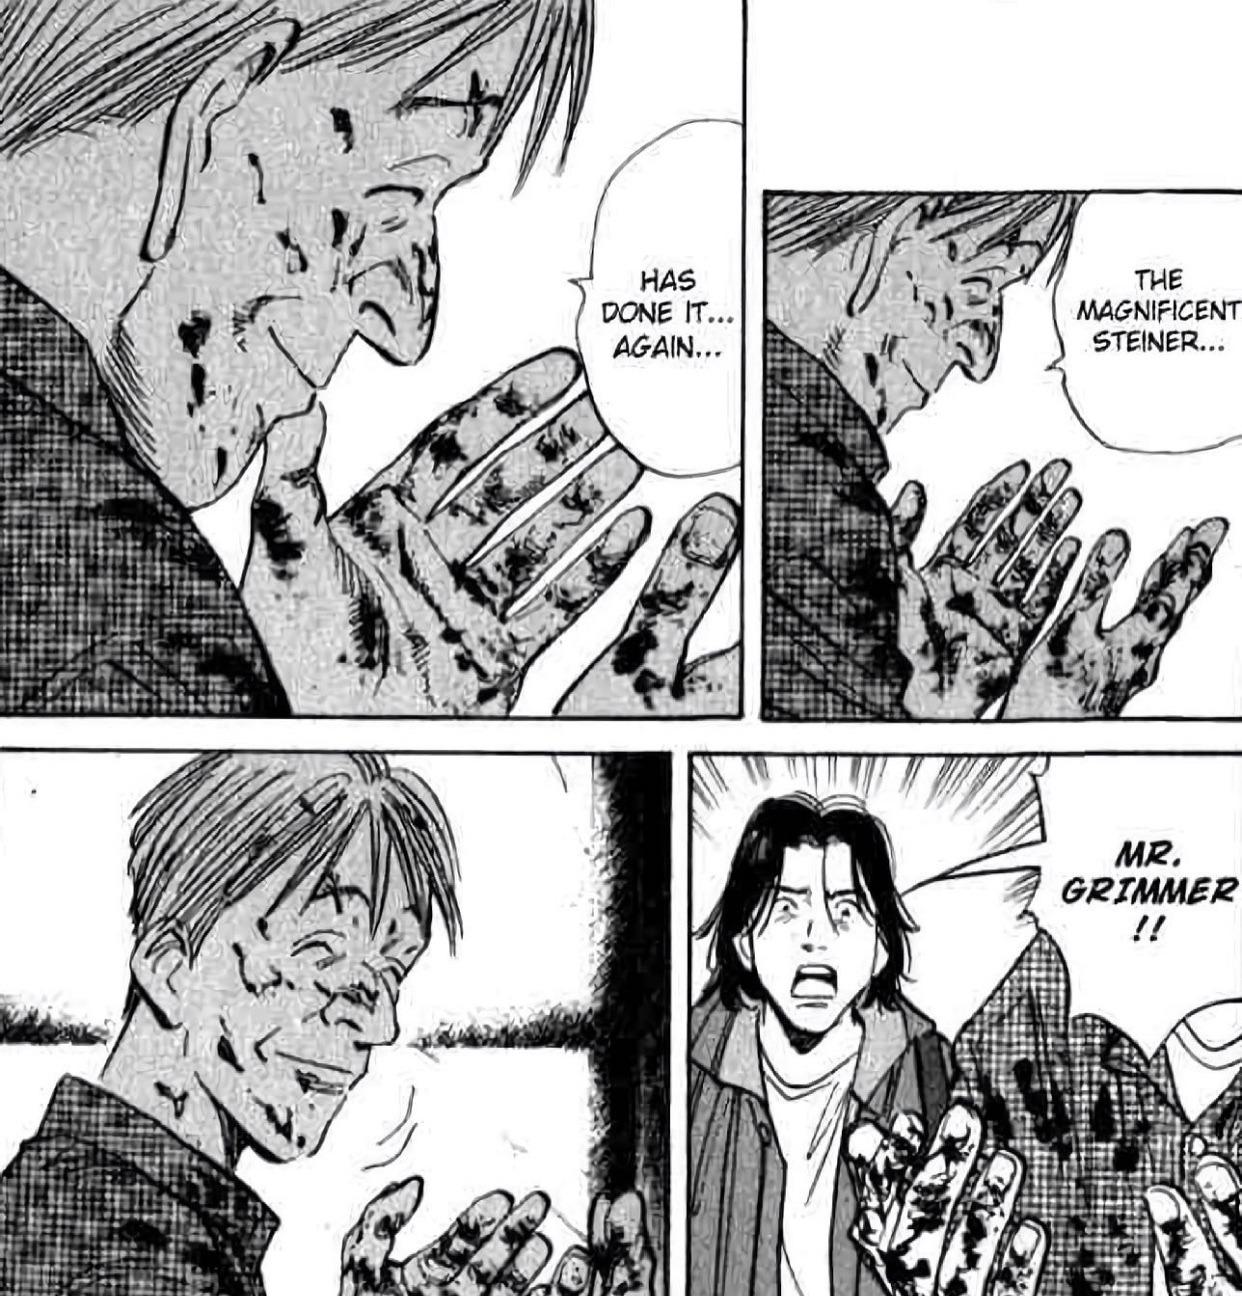 THE
MAGNIFICENT
STEINER...
HAS
DONE IT...
AGAIN...
MR.
GRIMMER
!!